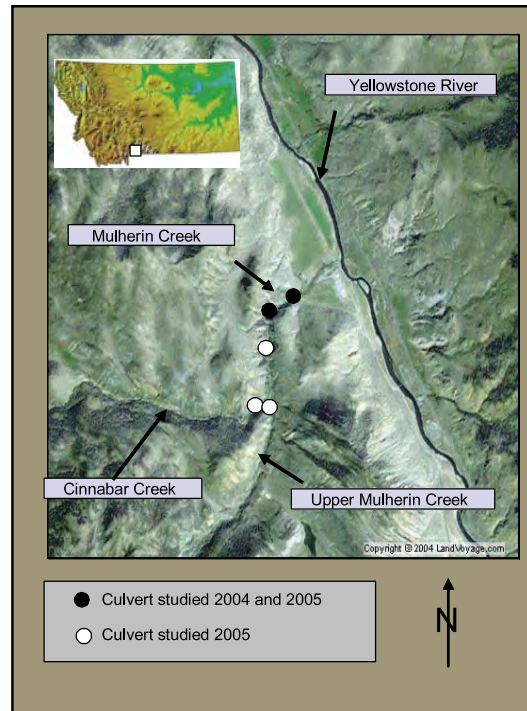 Yellowstone River
Mulherin Creek
Cinnabar Creek
Upper Mulherin Creek
Copyright © 2004 LandVoyage.com
Culvert studied 2004 and 2005
Culvert studied 2005
N